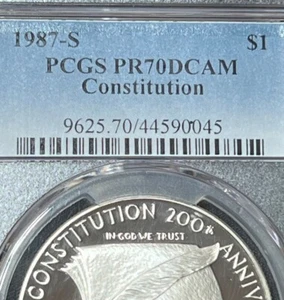 1987-S $1
PCGS PR70DCAM
Constitution
9625.70/44590045
CONSTITUTION 200th ANNIV
IN GOD WE TRUST